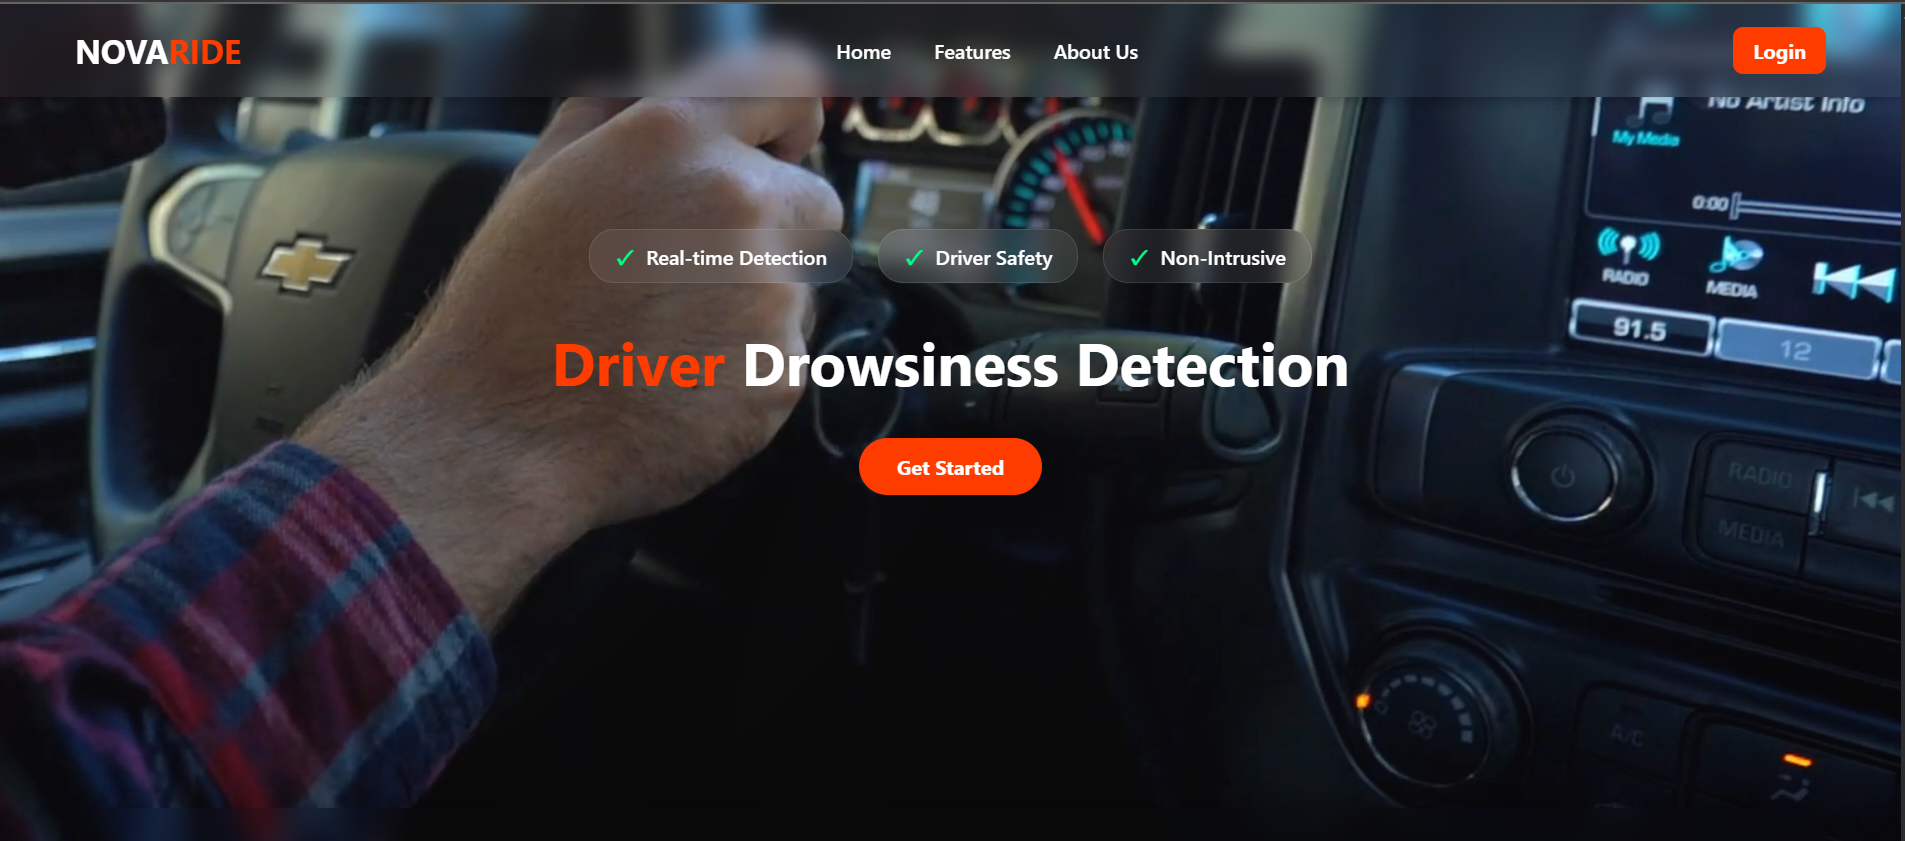 NOVARIDE
Home
Features
About Us
Login
No Artist Info
My Media
0:00
RADIO
MEDIA
91.5
12
✓ Real-time Detection
✓ Driver Safety
✓ Non-Intrusive
Driver Drowsiness Detection
Get Started
RADIO
MEDIA
A/C